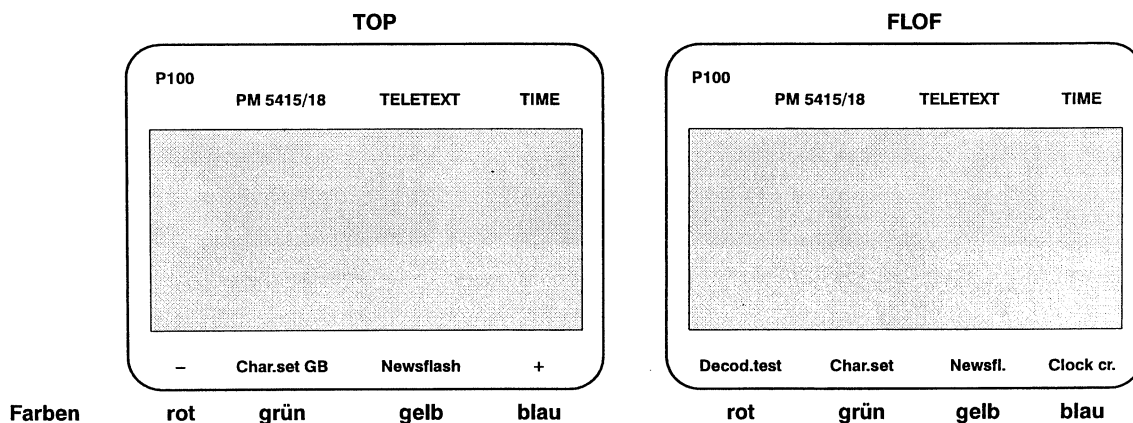 TOP FLOF
P100 P100
PM 5415/18 TELETEXT TIME PM 5415/18 TELETEXT TIME
– Char.set GB Newsflash + Decod.test Char.set Newsfl. Clock cr.
Farben rot grün gelb blau rot grün gelb blau